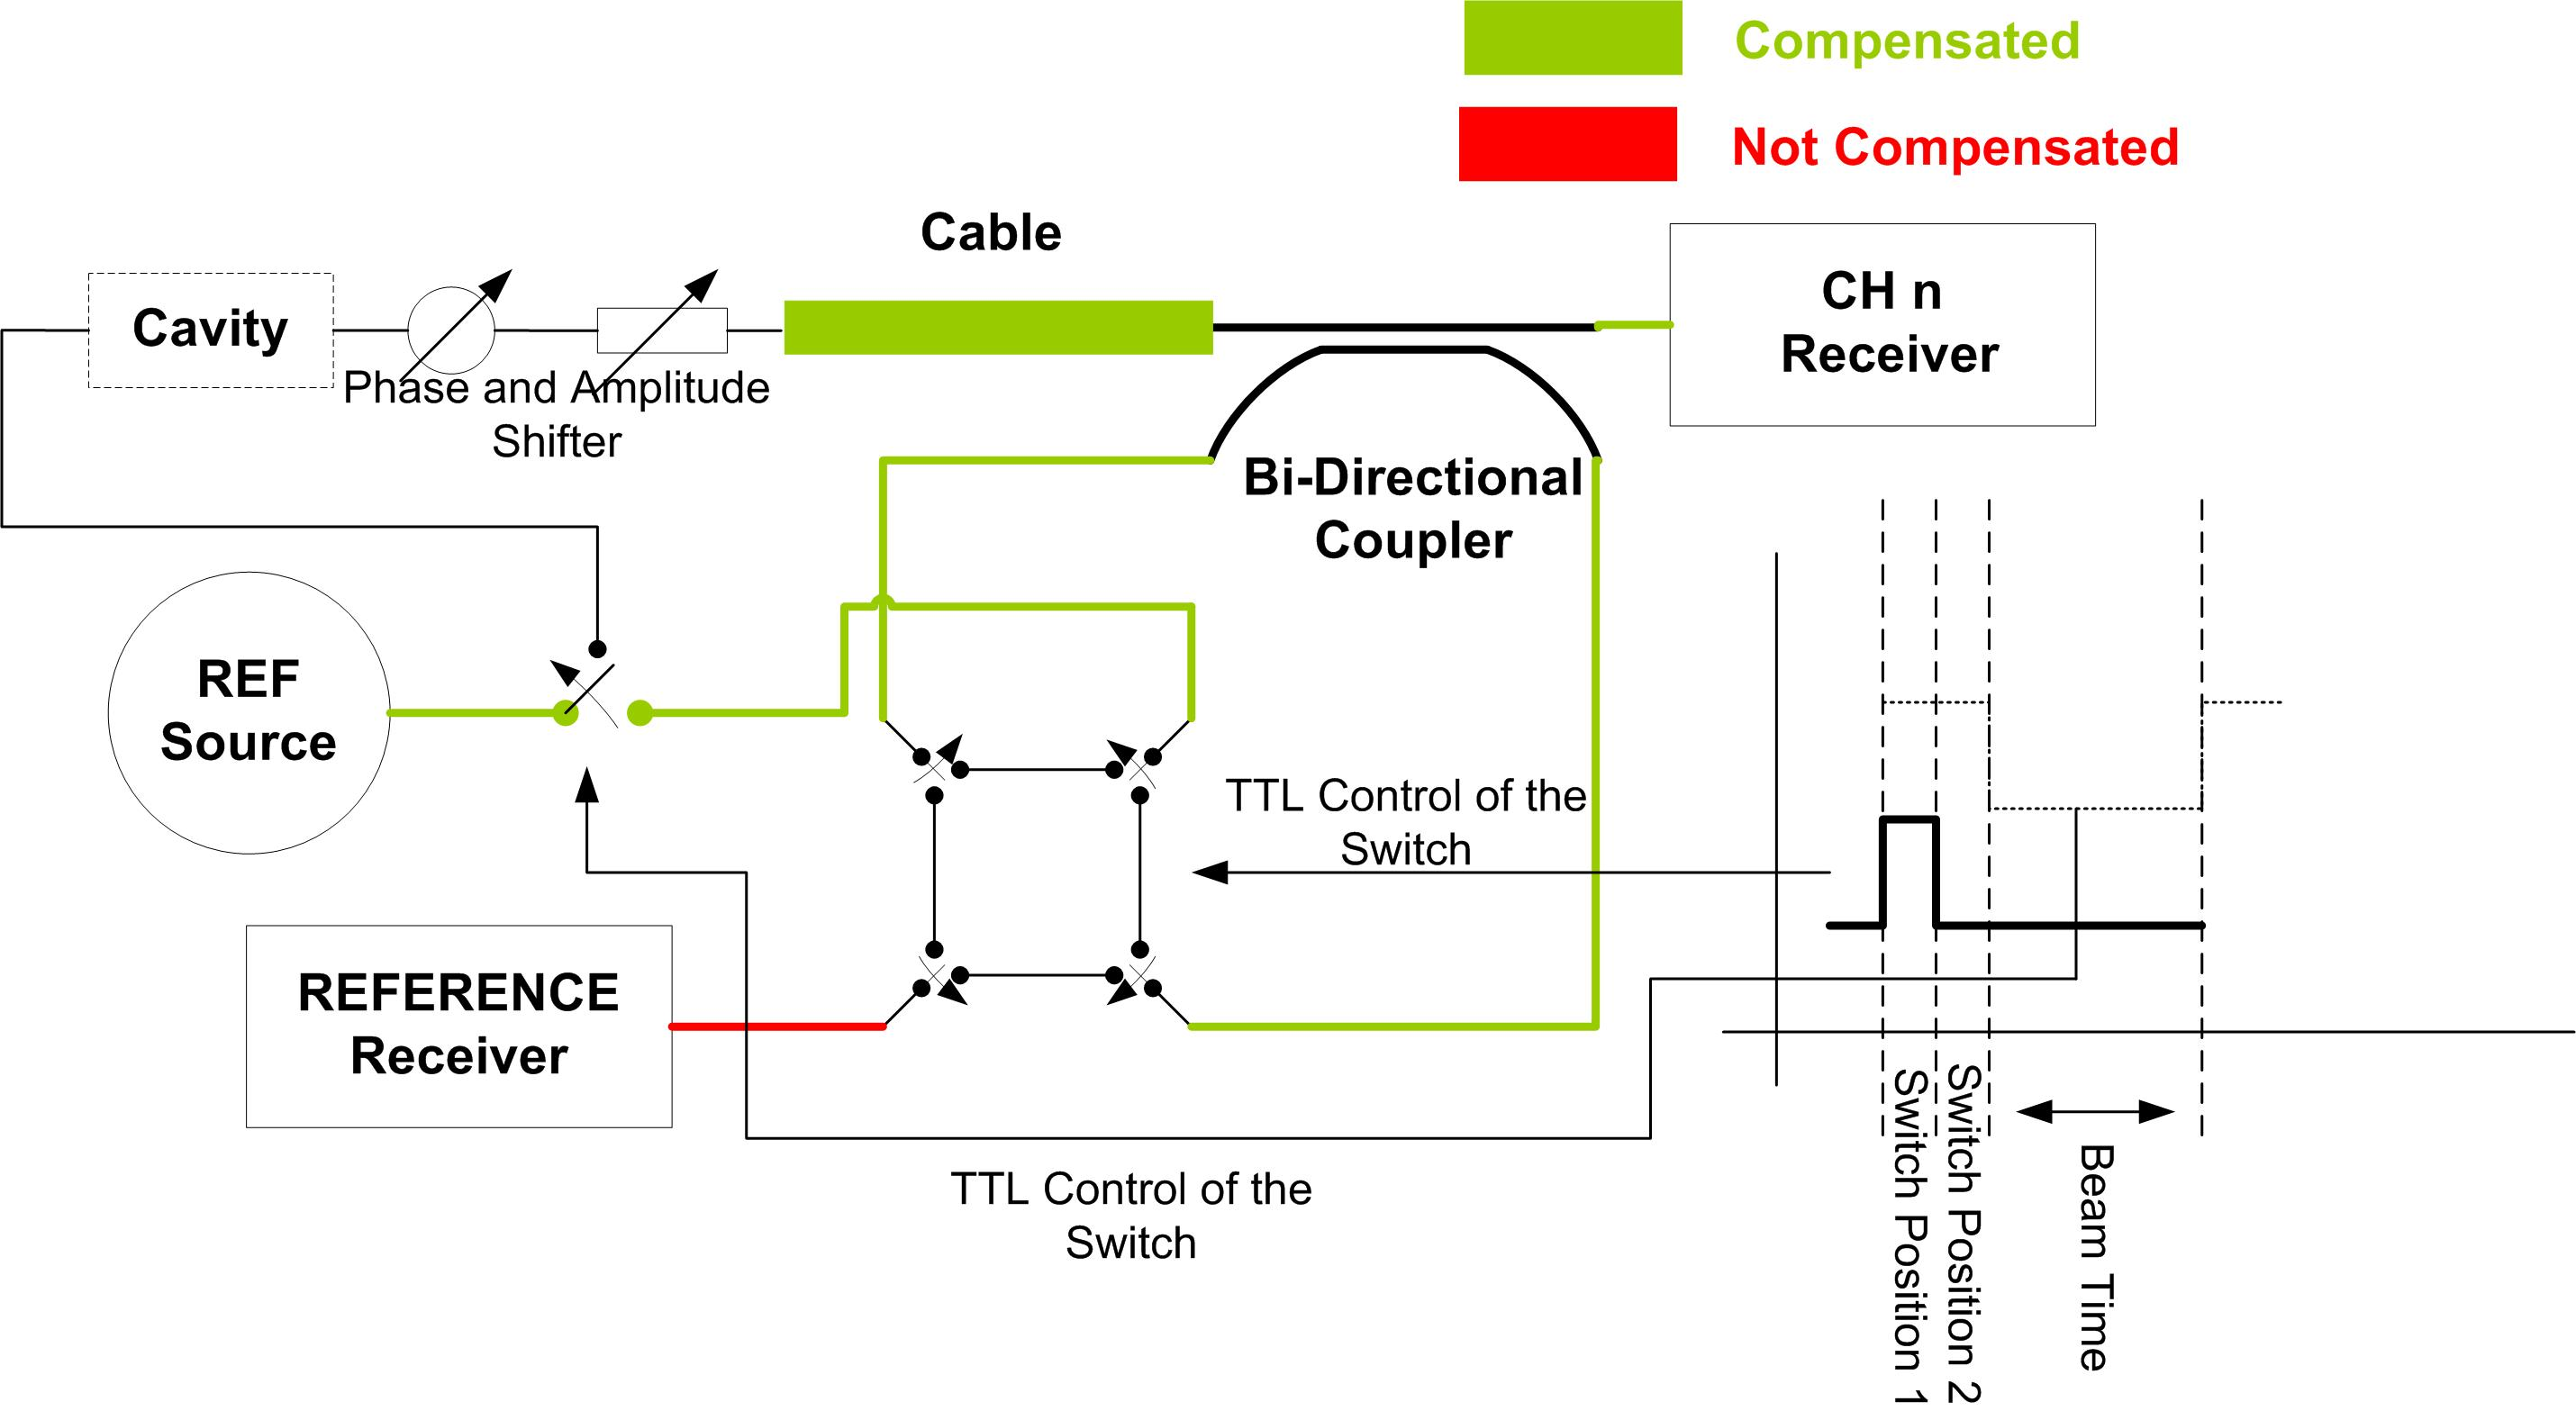 Compensated
Not Compensated
Cable
CH n
Receiver
Cavity
Phase and Amplitude
Shifter
Bi-Directional
Coupler
REF
Source
TTL Control of the
Switch
REFERENCE
Receiver
TTL Control of the
Switch
Switch Position 1
Switch Position 2
Beam Time